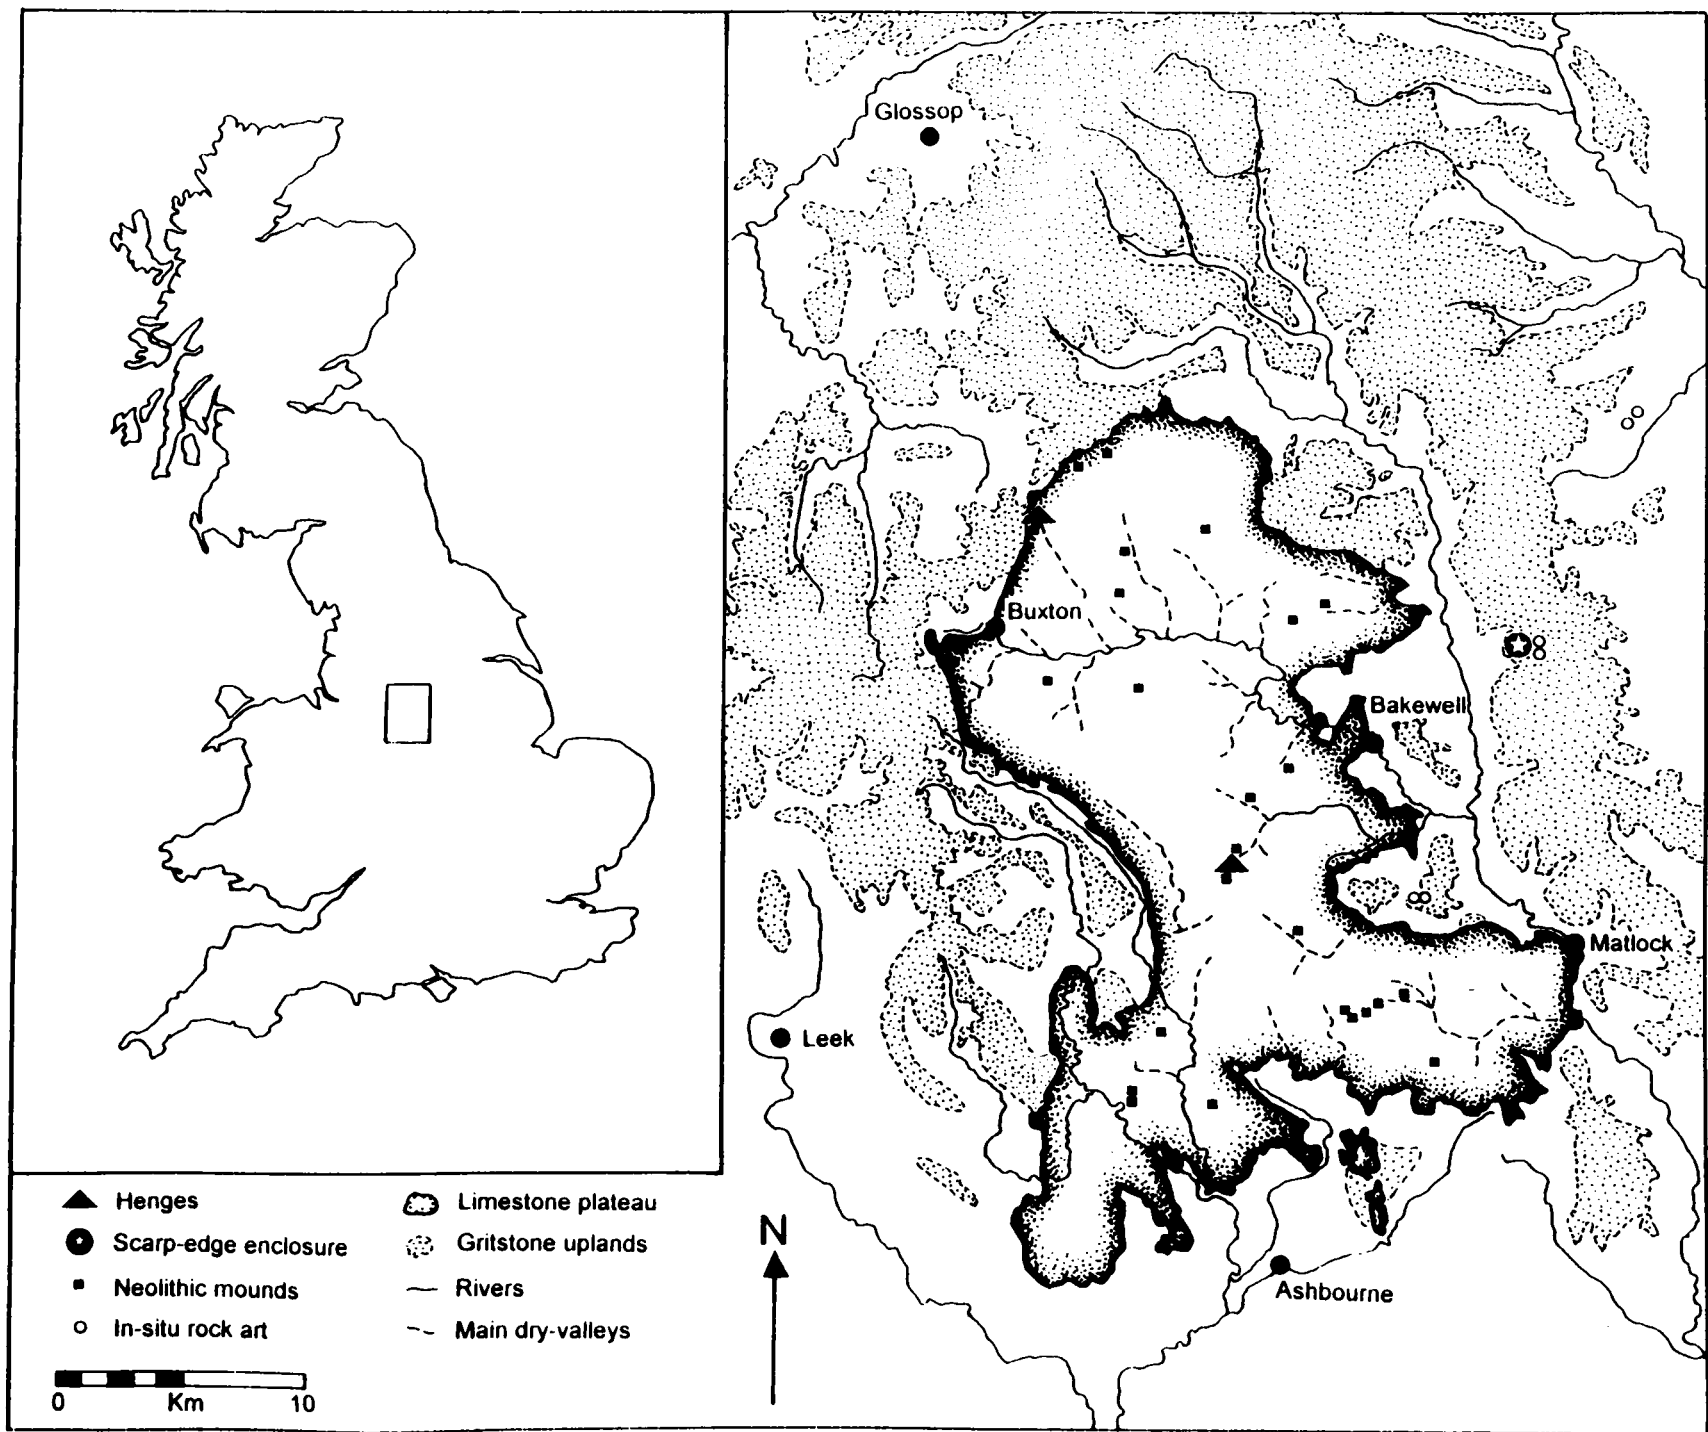 Glossop
Buxton
Bakewell
Matlock
Leek
Ashbourne
N
Henges
Scarp-edge enclosure
Neolithic mounds
In-situ rock art
Limestone plateau
Gritstone uplands
Rivers
Main dry-valleys
0 Km 10